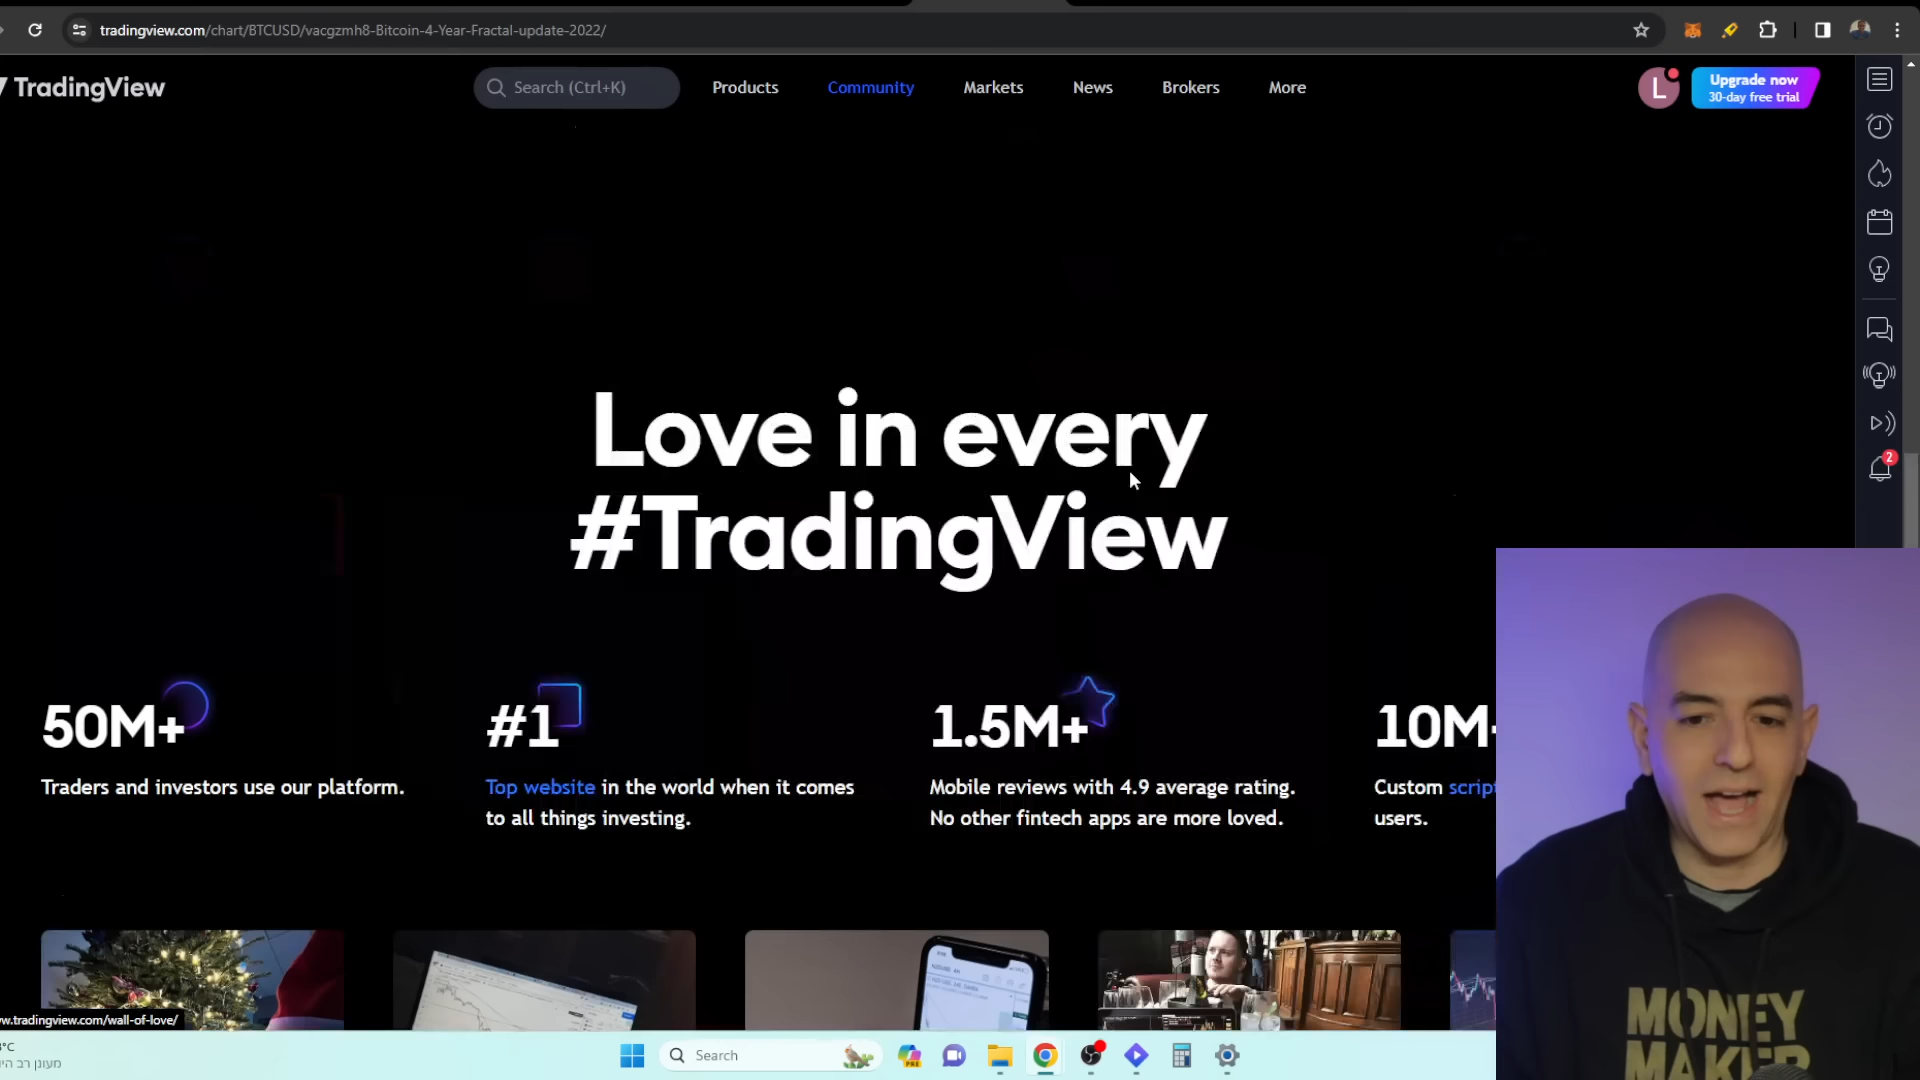 tradingview.com/chart/BTCUSD/vacgzmh8-Bitcoin-4-Year-Fractal-update-2022/
TradingView
Search (Ctrl+K)
Products
Community
Markets
News
Brokers
More
L
Upgrade now
30-day free trial
2
Love in every
#TradingView
50M+
Traders and investors use our platform.
#1
Top website in the world when it comes
to all things investing.
1.5M+
Mobile reviews with 4.9 average rating.
No other fintech apps are more loved.
10M
Custom script
users.
MONEY
MAKER
w.tradingview.com/wall-of-love/
Search
PRE
°C
מעונן רב